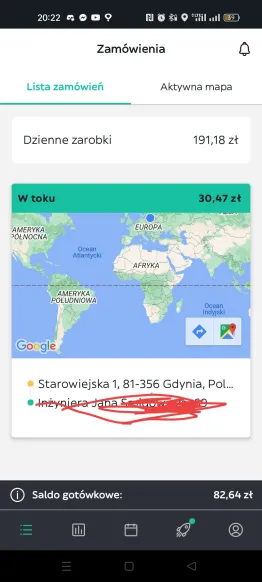 20:22
Zamówienia
Lista zamówień
Aktywna mapa
Dzienne zarobki 191,18 zł
W toku 30,47 zł
AMERYKA
PÓŁNOCNA
EUROPA
Ocean
Atlantycki
AFRYKA
Ocean
Indyjski
AMERYKA
POŁUDNIOWA
Google
Starowiejska 1, 81-356 Gdynia, Pol...
Inżyniera Jana
Saldo gotówkowe: 82,64 zł